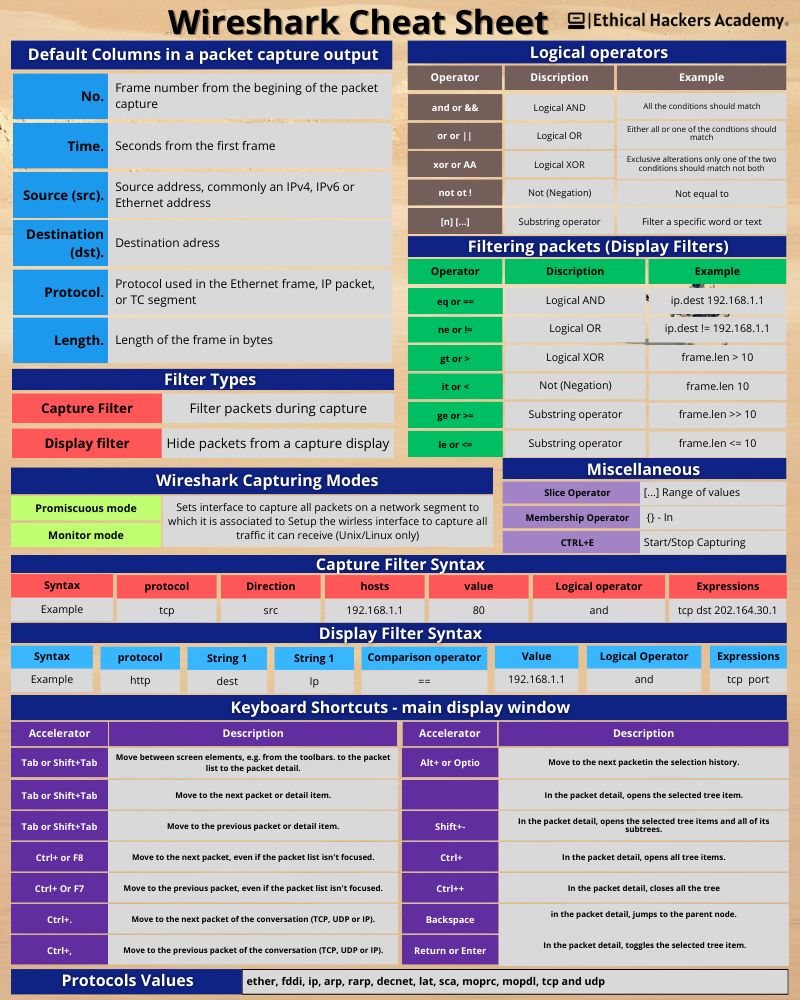 Wireshark Cheat Sheet
|Ethical Hackers Academy®
Default Columns in a packet capture output
No.
Frame number from the begining of the packet
capture
Time.
Seconds from the first frame
Source (src).
Source address, commonly an IPv4, IPv6 or
Ethernet address
Destination
(dst).
Destination adress
Protocol.
Protocol used in the Ethernet frame, IP packet,
or TC segment
Length.
Length of the frame in bytes
Filter Types
Capture Filter
Filter packets during capture
Display filter
Hide packets from a capture display
Logical operators
Operator
Discription
Example
and or &&
Logical AND
All the conditions should match
or or ||
Logical OR
Either all or one of the condtions should
match
xor or AA
Logical XOR
Exclusive alterations only one of the two
conditions should match not both
not ot !
Not (Negation)
Not equal to
[n] [...]
Substring operator
Filter a specific word or text
Filtering packets (Display Filters)
Operator
Discription
Example
eq or ==
Logical AND
ip.dest 192.168.1.1
ne or !=
Logical OR
ip.dest != 192.168.1.1
gt or >
Logical XOR
frame.len > 10
it or <
Not (Negation)
frame.len 10
ge or >=
Substring operator
frame.len >> 10
le or <=
Substring operator
frame.len <= 10
Wireshark Capturing Modes
Promiscuous mode
Monitor mode
Sets interface to capture all packets on a network segment to
which it is associated to Setup the wirless interface to capture all
traffic it can receive (Unix/Linux only)
Miscellaneous
Slice Operator
[...] Range of values
Membership Operator
{} - In
CTRL+E
Start/Stop Capturing
Capture Filter Syntax
Syntax
protocol
Direction
hosts
value
Logical operator
Expressions
Example
tcp
src
192.168.1.1
80
and
tcp dst 202.164.30.1
Display Filter Syntax
Syntax
protocol
String 1
String 1
Comparison operator
Value
Logical Operator
Expressions
Example
http
dest
Ip
==
192.168.1.1
and
tcp port
Keyboard Shortcuts - main display window
Accelerator
Description
Accelerator
Description
Tab or Shift+Tab
Move between screen elements, e.g. from the toolbars. to the packet
list to the packet detail.
Alt+ or Optio
Move to the next packetin the selection history.
Tab or Shift+Tab
Move to the next packet or detail item.
In the packet detail, opens the selected tree item.
Tab or Shift+Tab
Move to the previous packet or detail item.
Shift+-
In the packet detail, opens the selected tree items and all of its
subtrees.
Ctrl+ or F8
Move to the next packet, even if the packet list isn't focused.
Ctrl+
In the packet detail, opens all tree items.
Ctrl+ Or F7
Move to the previous packet, even if the packet list isn't focused.
Ctrl++
In the packet detail, closes all the tree
Ctrl+.
Move to the next packet of the conversation (TCP, UDP or IP).
Backspace
in the packet detail, jumps to the parent node.
Ctrl+,
Move to the previous packet of the conversation (TCP, UDP or IP).
Return or Enter
In the packet detail, toggles the selected tree item.
Protocols Values
ether, fddi, ip, arp, rarp, decnet, lat, sca, moprc, mopdl, tcp and udp